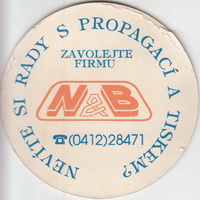 NEVÍTE SI RADY S PROPAGACÍ A TISKEM?
ZAVOLEJTE
FIRMU
N&B
☎(0412)28471